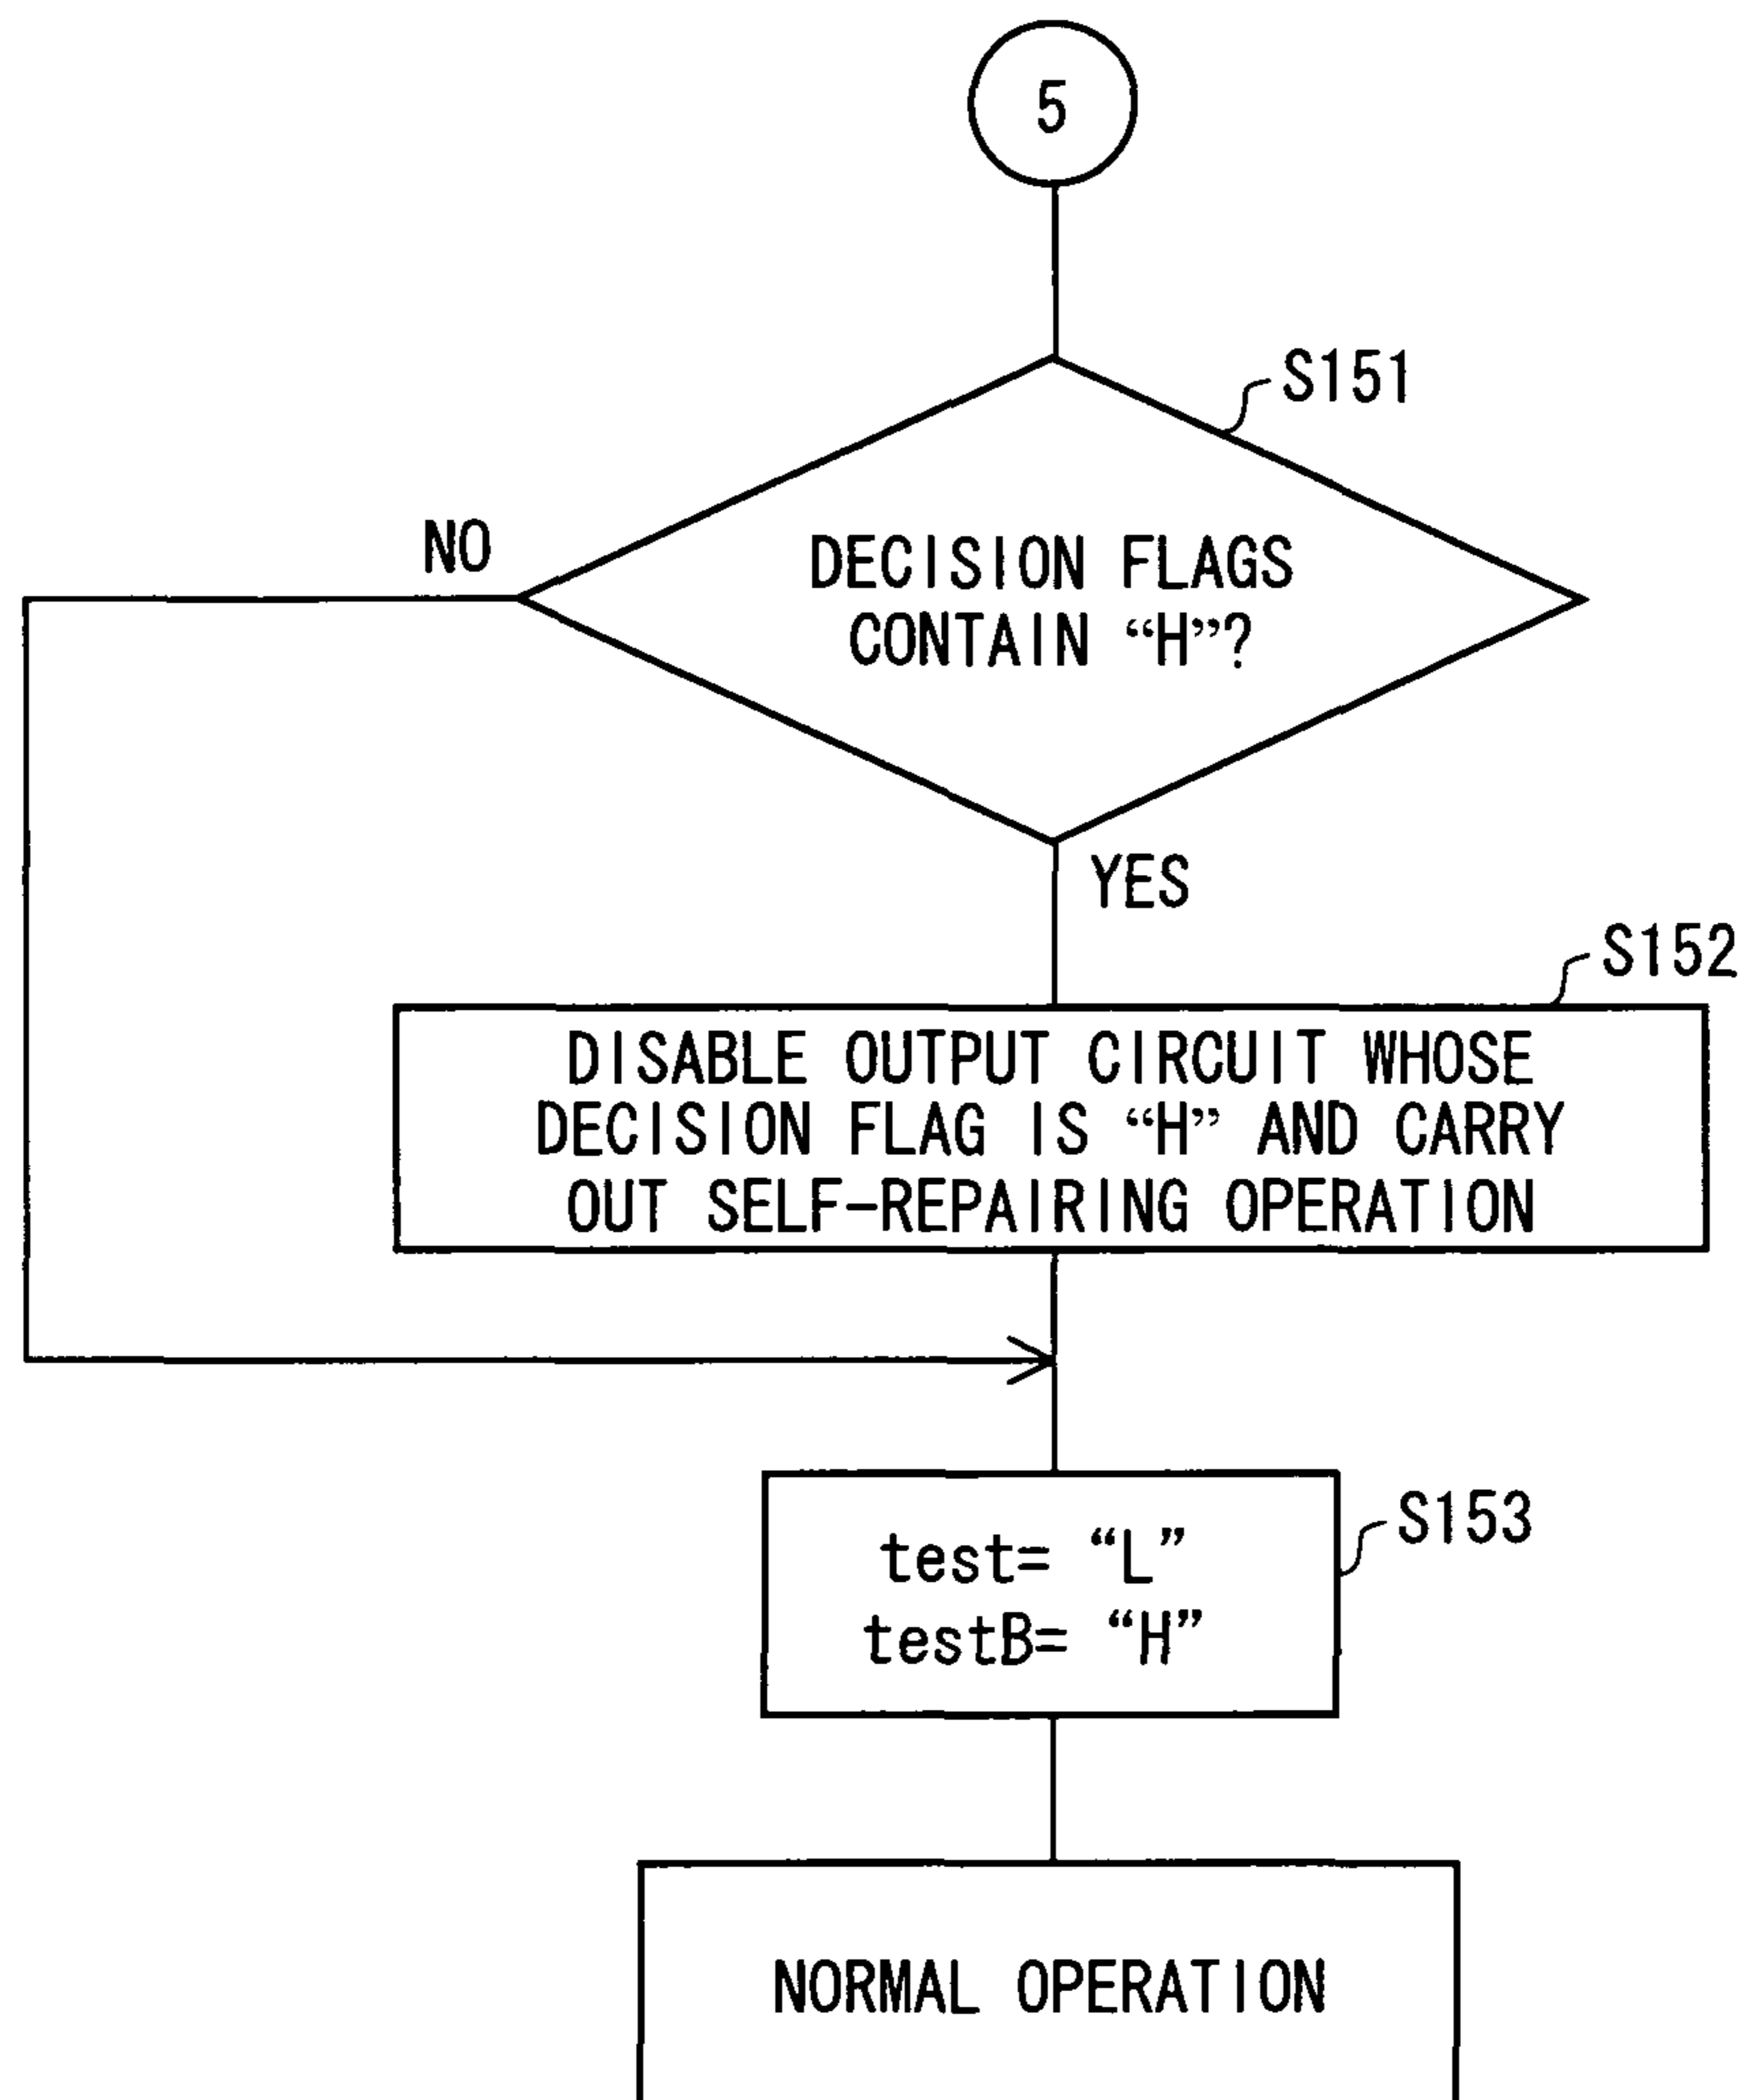 5
S151
NO
DECISION FLAGS
CONTAIN “H”?
YES
S152
DISABLE OUTPUT CIRCUIT WHOSE
DECISION FLAG IS “H” AND CARRY
OUT SELF-REPAIRING OPERATION
S153
test= “L”
testB= “H”
NORMAL OPERATION